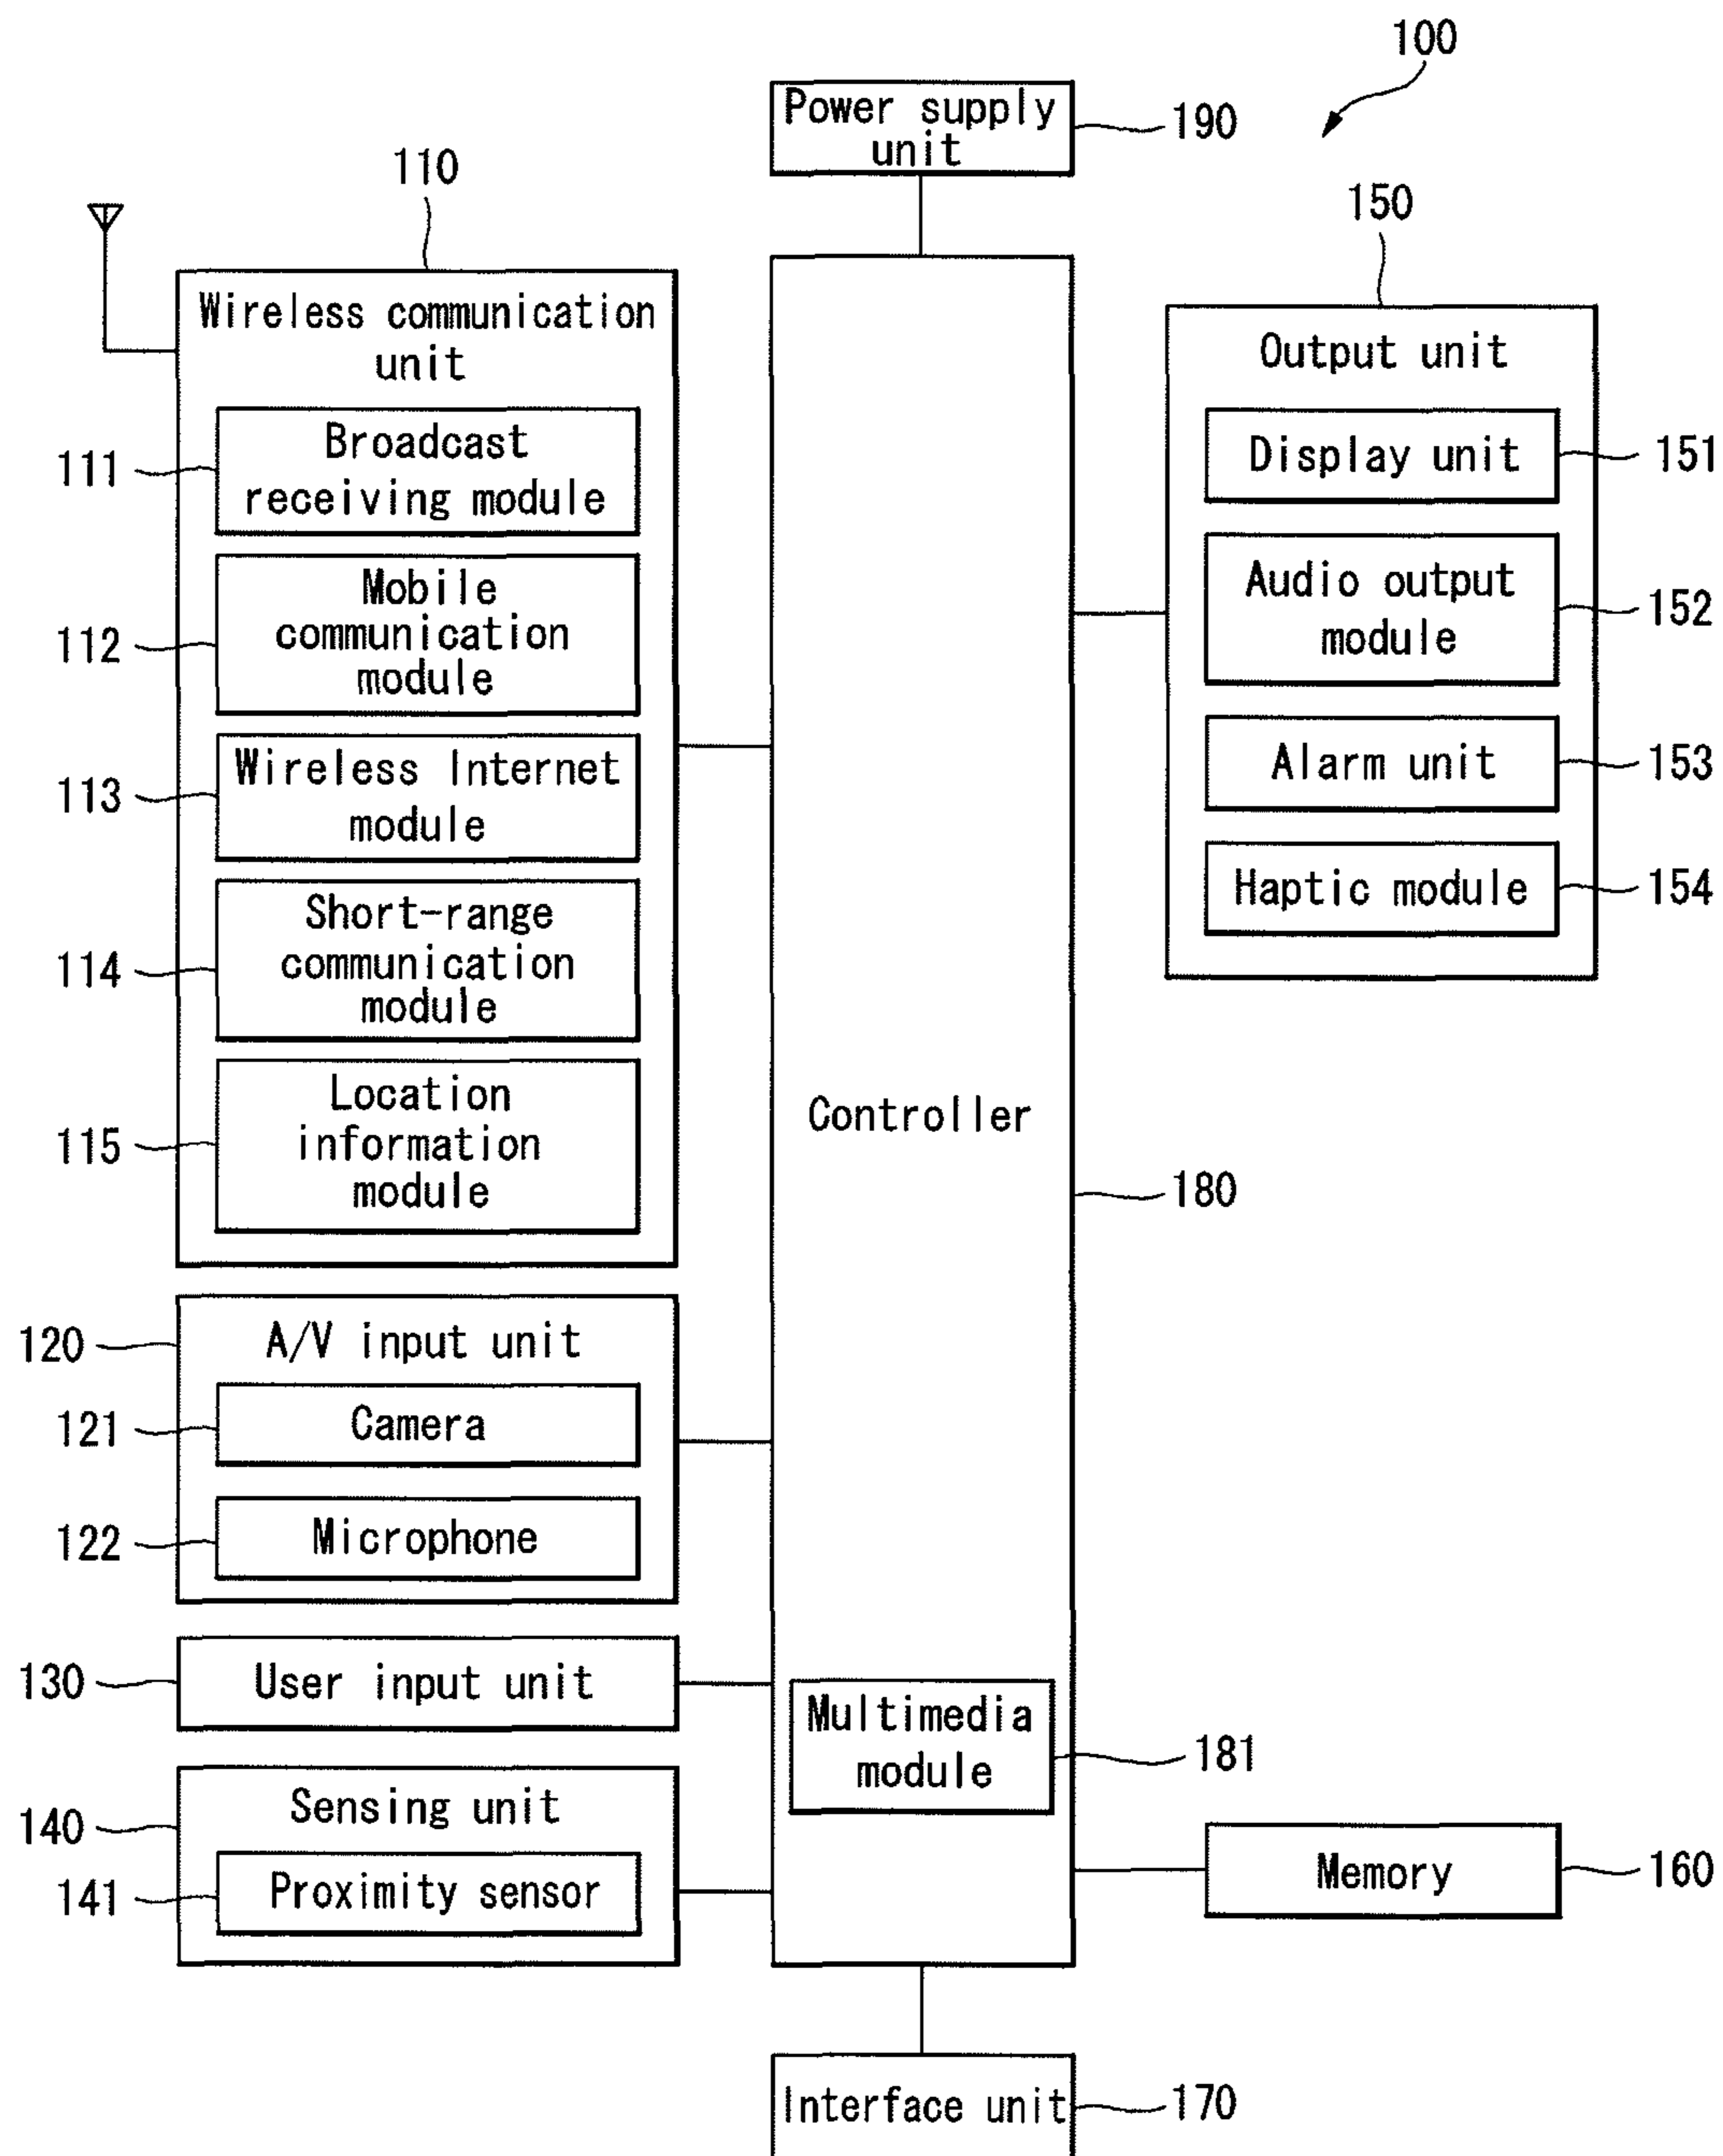 100
Power supply
unit
190
110
150
Wireless communication
unit
Output unit
Broadcast
receiving module
111
Display unit
151
Mobile
communication
module
112
Audio output
module
152
Wireless Internet
module
113
Alarm unit
153
Short-range
communication
module
114
Haptic module
154
Location
information
module
115
Controller
180
120
A/V input unit
121
Camera
122
Microphone
130
User input unit
Multimedia
module
181
140
Sensing unit
141
Proximity sensor
Memory
160
Interface unit
170